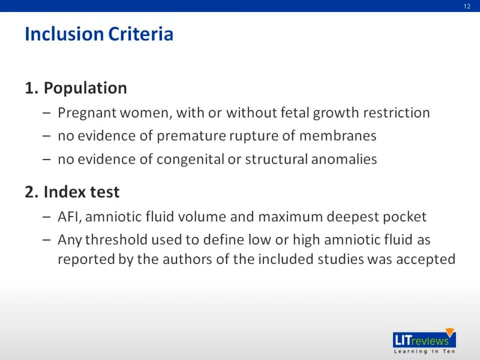 12
Inclusion Criteria
1. Population
– Pregnant women, with or without fetal growth restriction
– no evidence of premature rupture of membranes
– no evidence of congenital or structural anomalies
2. Index test
– AFI, amniotic fluid volume and maximum deepest pocket
– Any threshold used to define low or high amniotic fluid as
reported by the authors of the included studies was accepted
LITreviews
Learning In Ten